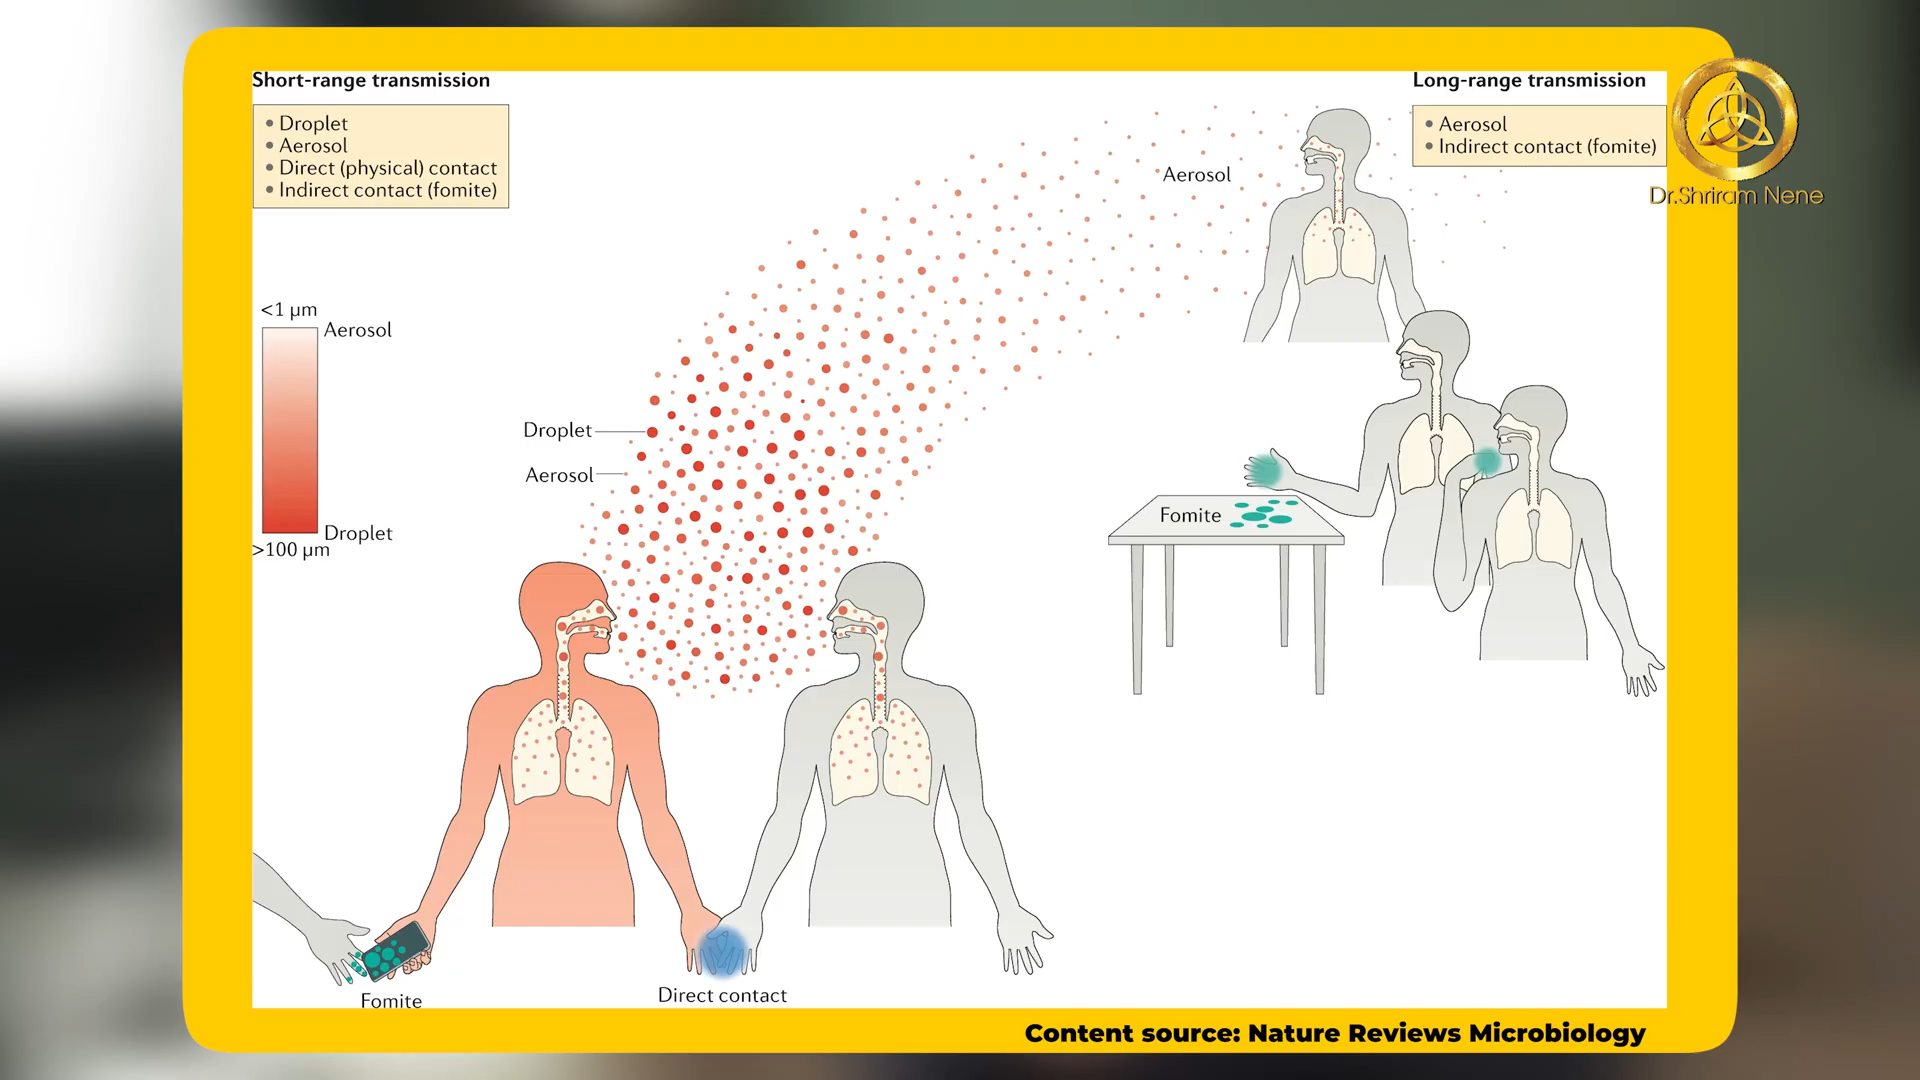 Short-range transmission
• Droplet
• Aerosol
• Direct (physical) contact
• Indirect contact (fomite)
Long-range transmission
• Aerosol
• Indirect contact (fomite)
Dr.Shriram Nene
Aerosol
<1 µm
Aerosol
Droplet
>100 µm
Droplet
Aerosol
Fomite
Fomite
Direct contact
Content source: Nature Reviews Microbiology